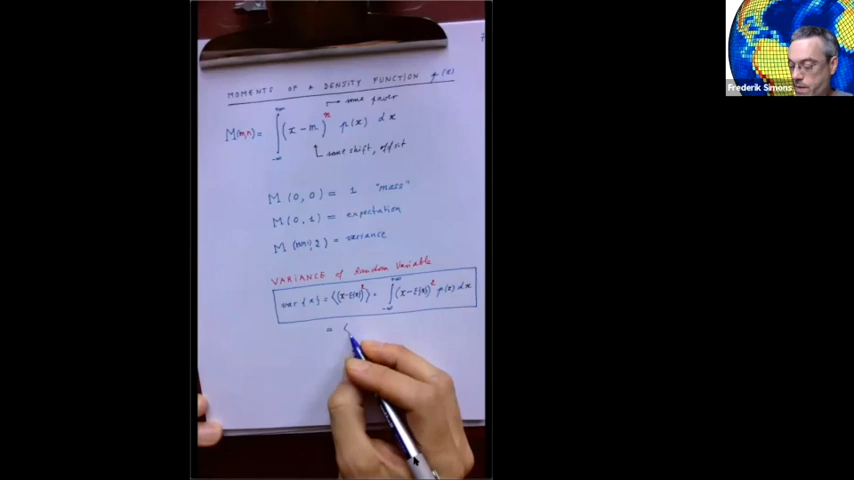 MOMENTS OF A DENSITY FUNCTION p(x)
→ some power
M(m,n) = ∫_{-∞}^{+∞} (x - m)^n p(x) dx
some shift, offset
M (0, 0) = 1 "mass"
M (0, 1) = expectation
M (, 2) = variance
VARIANCE of Random Variable
var {x} = ⟨(x-E{x})^2⟩ = ∫_{-∞}^{+∞} (x - E{x})^2 p(x) dx
= ⟨
Frederik Simons